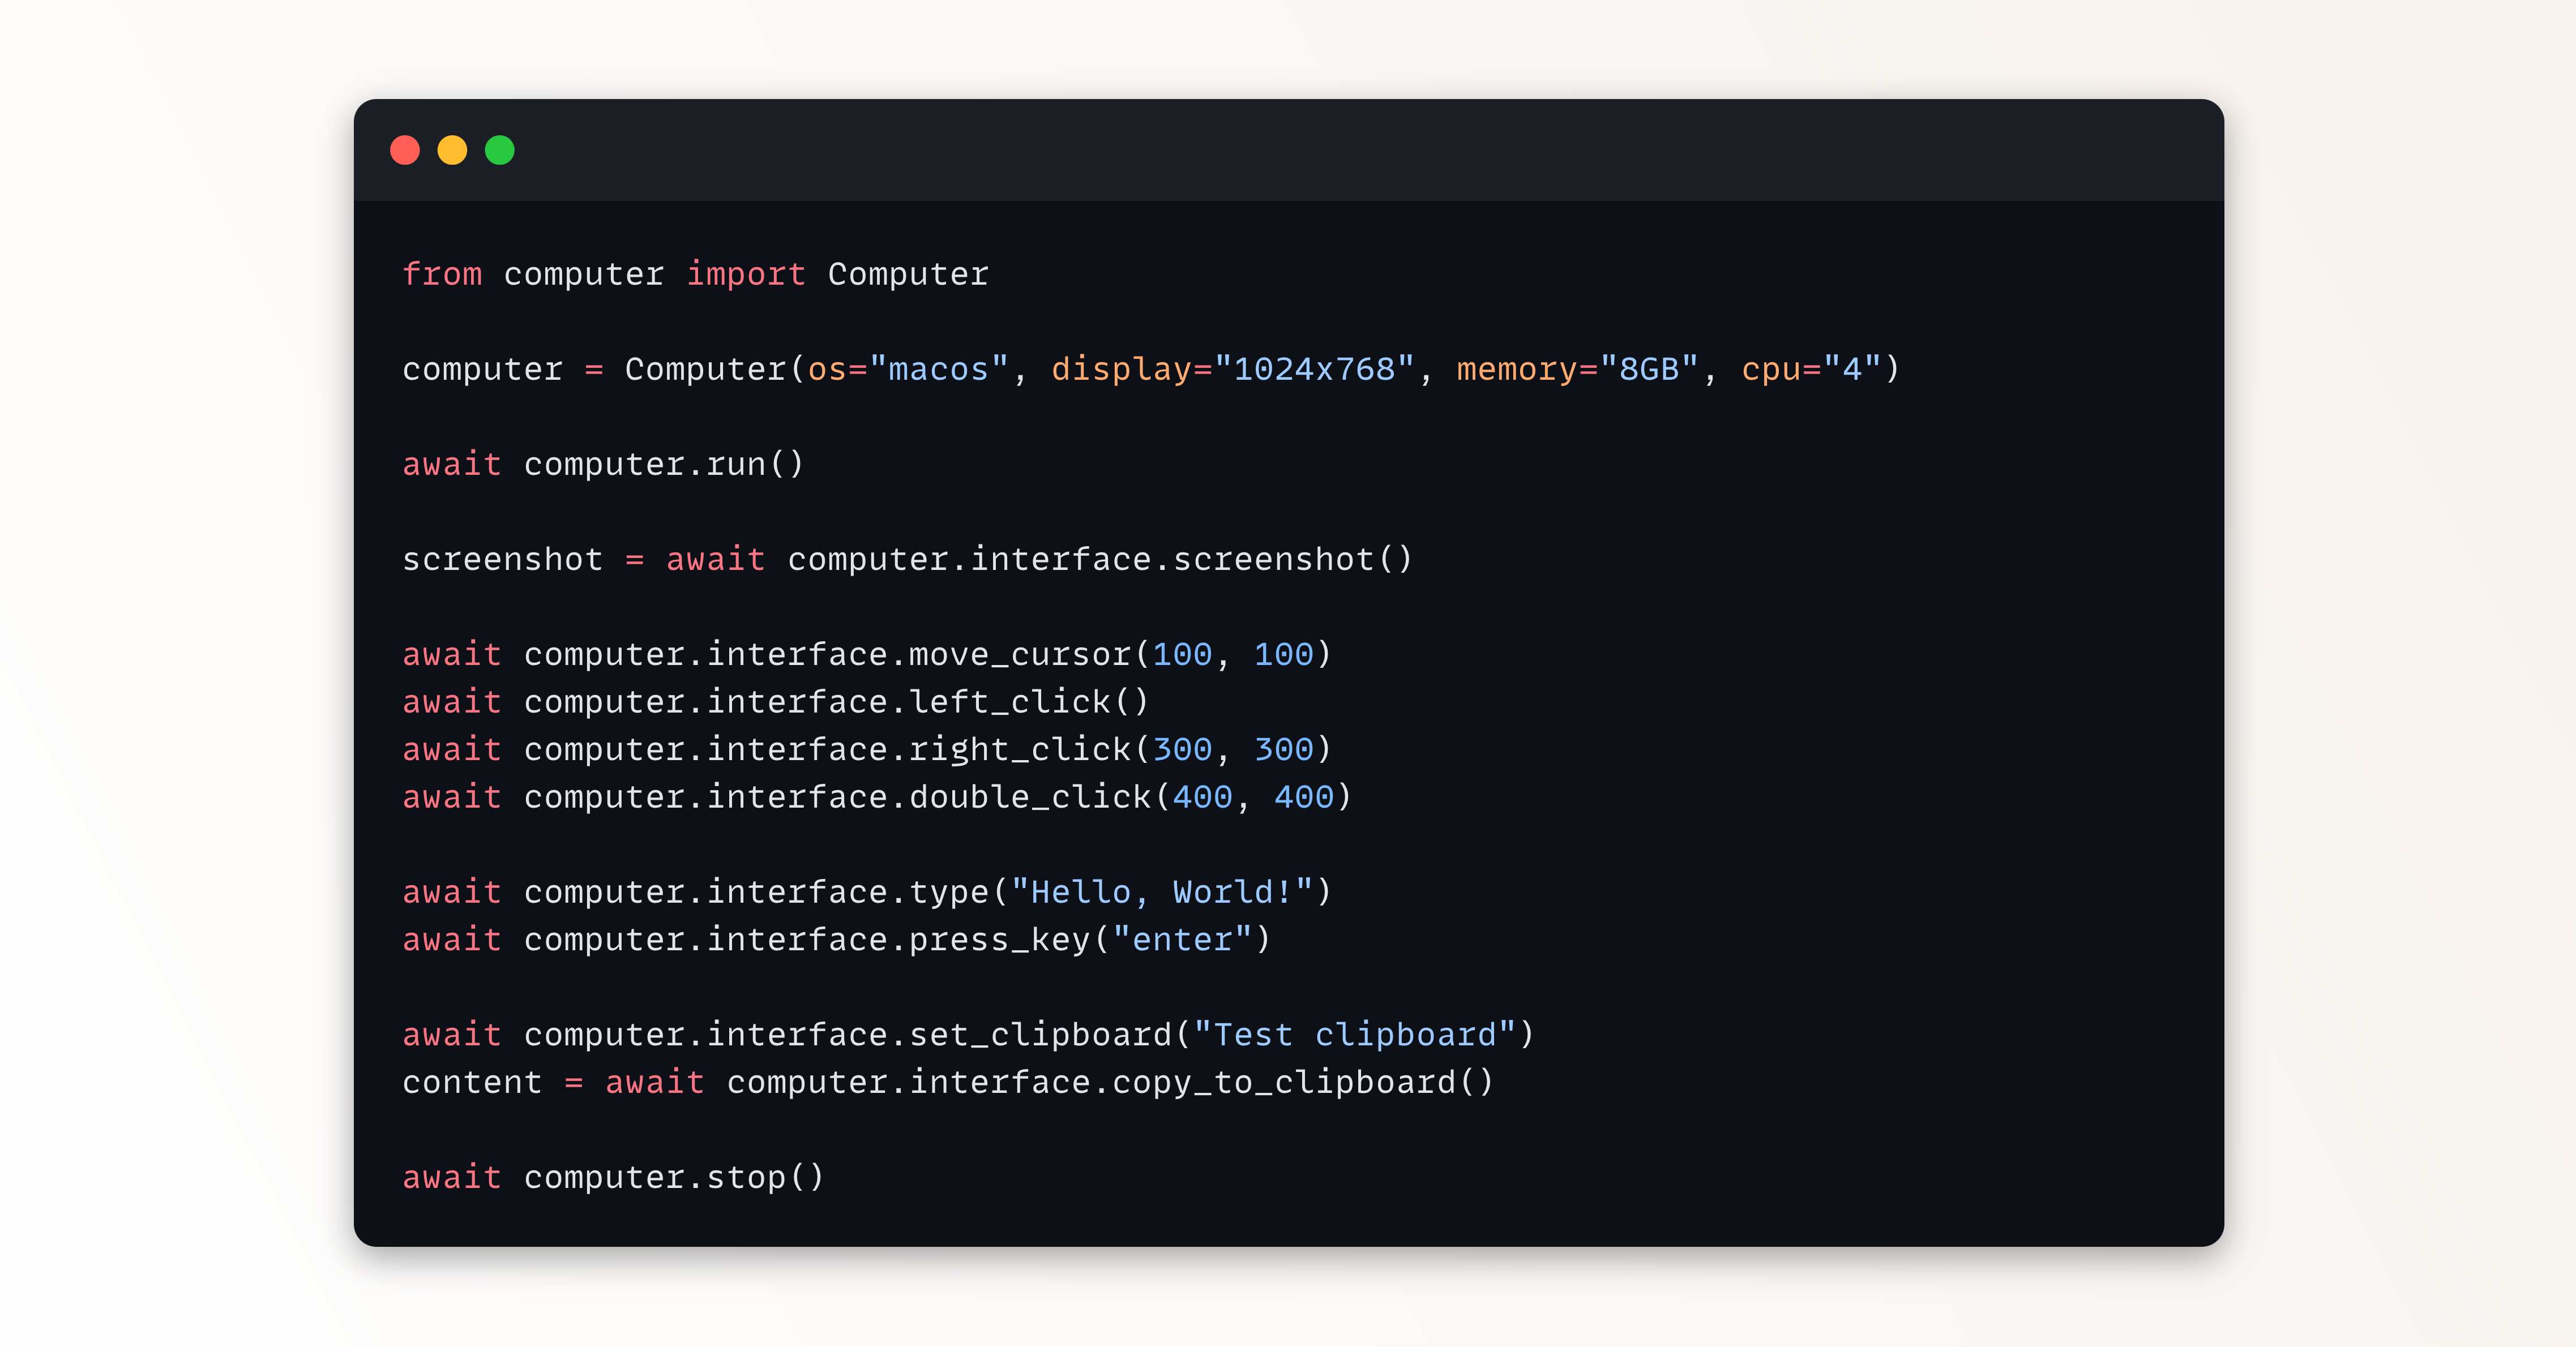 from computer import Computer
computer = Computer(os="macos", display="1024x768", memory="8GB", cpu="4")
await computer.run()
screenshot = await computer.interface.screenshot()
await computer.interface.move_cursor(100, 100)
await computer.interface.left_click()
await computer.interface.right_click(300, 300)
await computer.interface.double_click(400, 400)
await computer.interface.type("Hello, World!")
await computer.interface.press_key("enter")
await computer.interface.set_clipboard("Test clipboard")
content = await computer.interface.copy_to_clipboard()
await computer.stop()